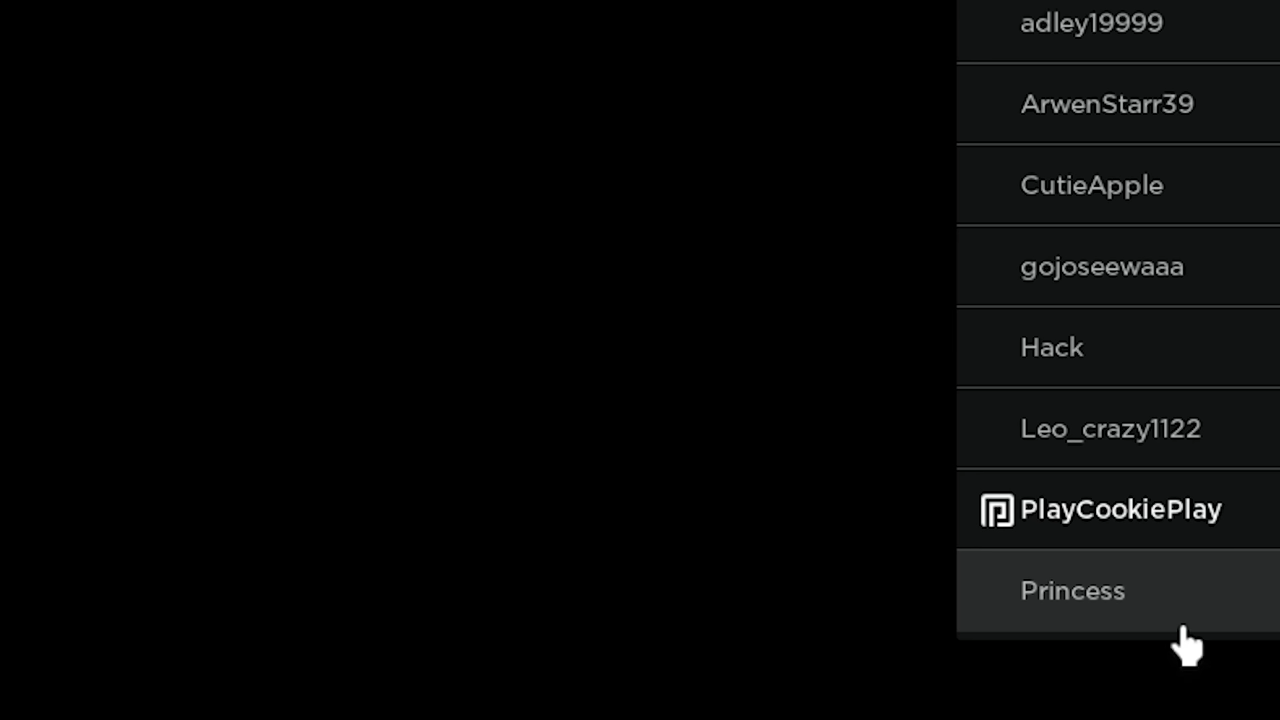 adley19999
ArwenStarr39
CutieApple
gojoseewaaa
Hack
Leo_crazy1122
PlayCookiePlay
Princess